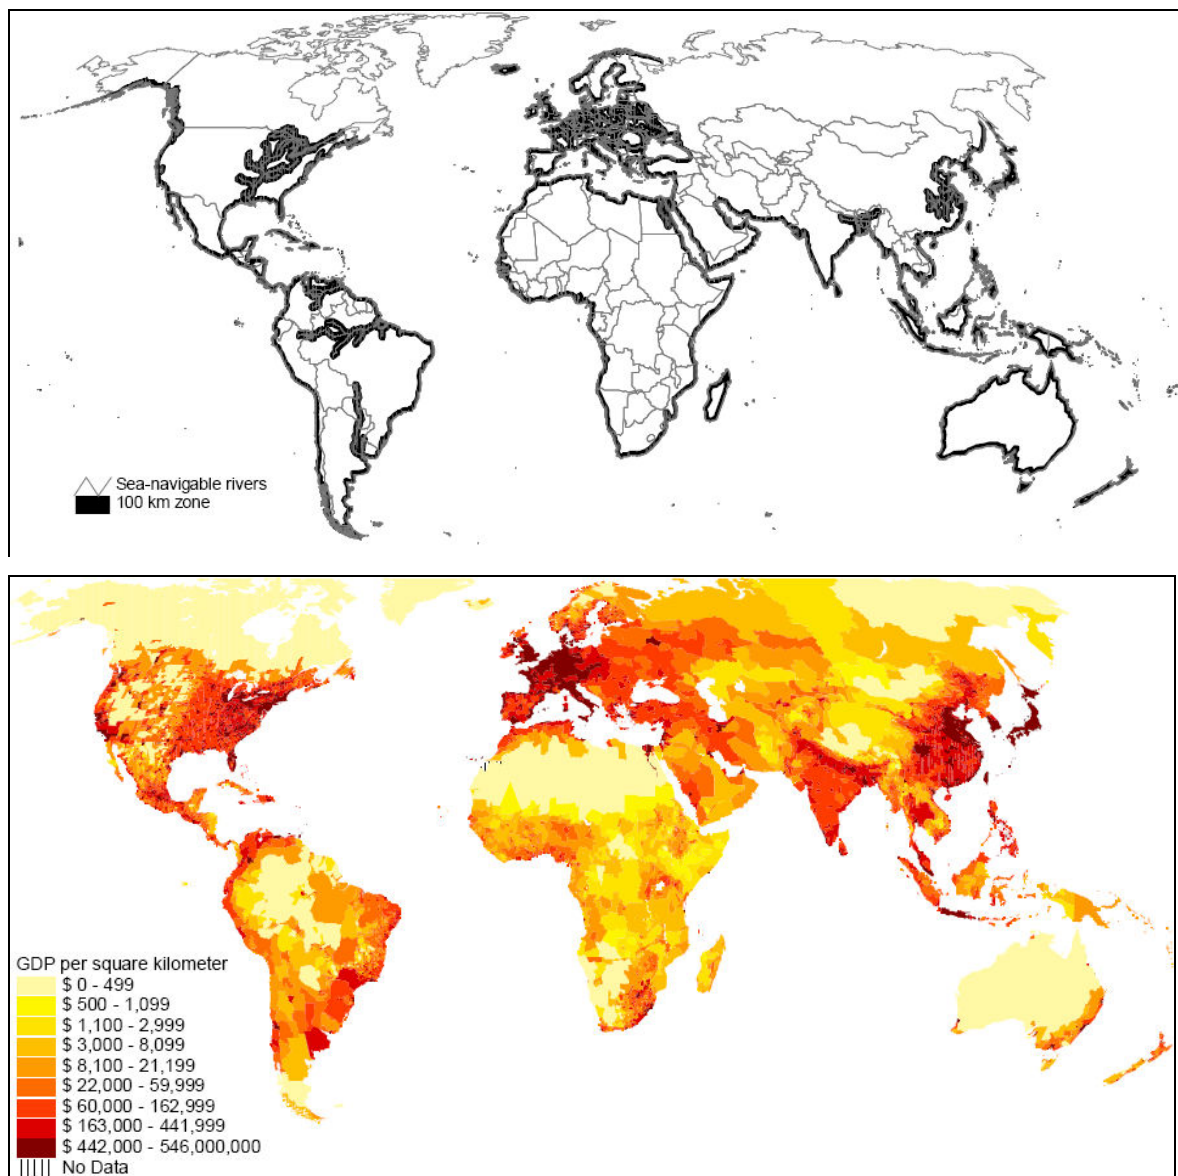 Sea-navigable rivers
100 km zone
GDP per square kilometer
$ 0 - 499
$ 500 - 1,099
$ 1,100 - 2,999
$ 3,000 - 8,099
$ 8,100 - 21,199
$ 22,000 - 59,999
$ 60,000 - 162,999
$ 163,000 - 441,999
$ 442,000 - 546,000,000
No Data